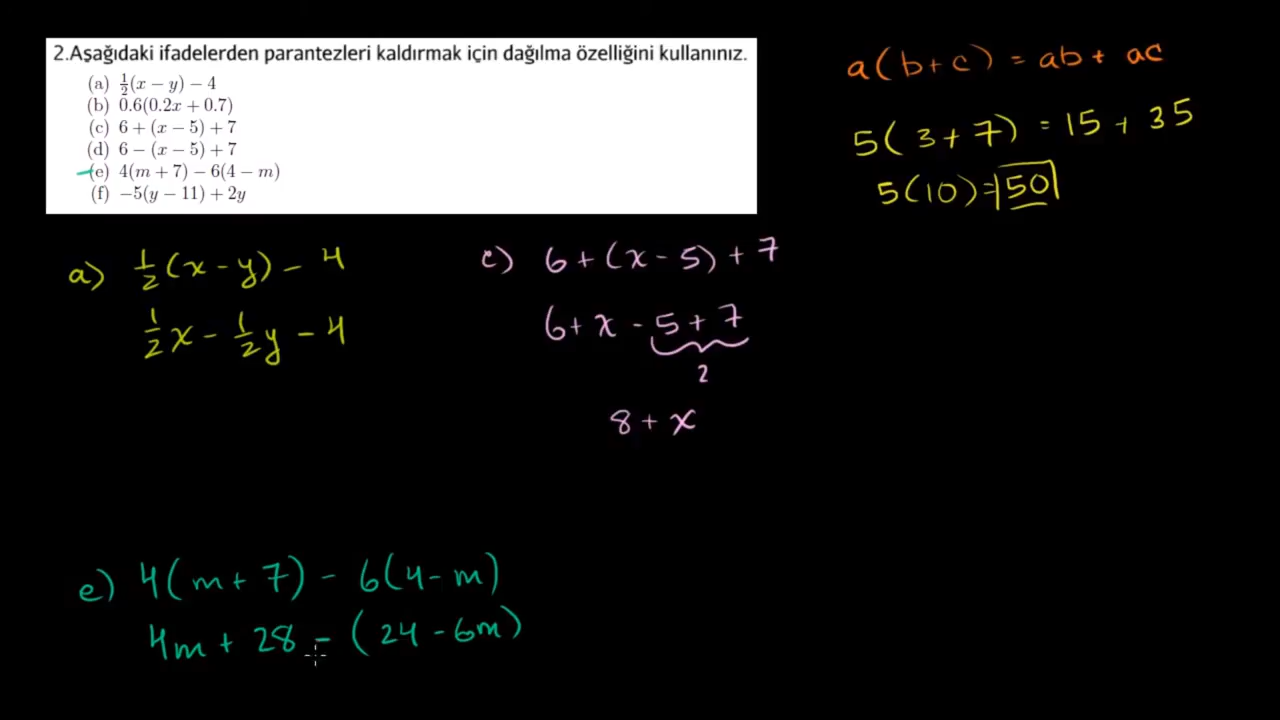 2.Aşağıdaki ifadelerden parantezleri kaldırmak için dağılma özelliğini kullanınız.
(a) ½(x − y) − 4
(b) 0.6(0.2x + 0.7)
(c) 6 + (x − 5) + 7
(d) 6 − (x − 5) + 7
(e) 4(m + 7) − 6(4 − m)
(f) −5(y − 11) + 2y
a(b+c) = ab + ac
5(3+7) = 15 + 35
5(10)=50
a) ½(x-y) - 4
½x - ½y - 4
c) 6+(x-5)+7
6+x-5+7
2
8+x
e) 4(m+7) - 6(4-m)
4m + 28 - (24 - 6m)